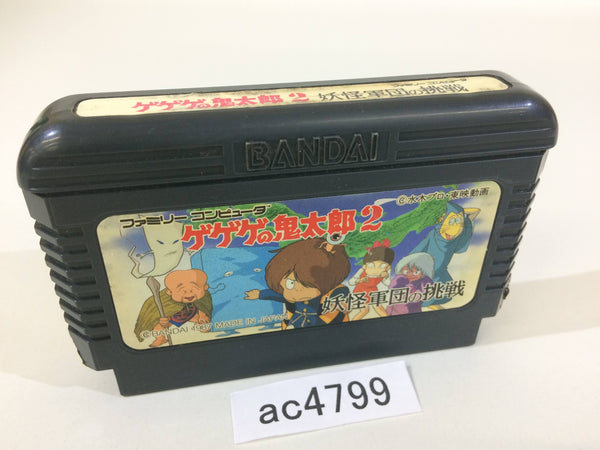 ゲゲゲの鬼太郎2 妖怪軍団の挑戦
BANDAI
ファミリーコンピュータ
©水木プロ・東映動画
ゲゲゲの鬼太郎2
妖怪軍団の挑戦
©BANDAI 1987 MADE IN JAPAN
ac4799